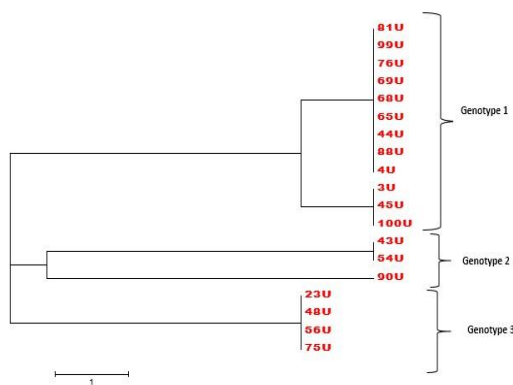 81U
99U
76U
69U
68U
65U
44U
88U
4U
3U
45U
100U
Genotype 1
43U
54U
90U
Genotype 2
23U
48U
56U
75U
Genotype 3
1